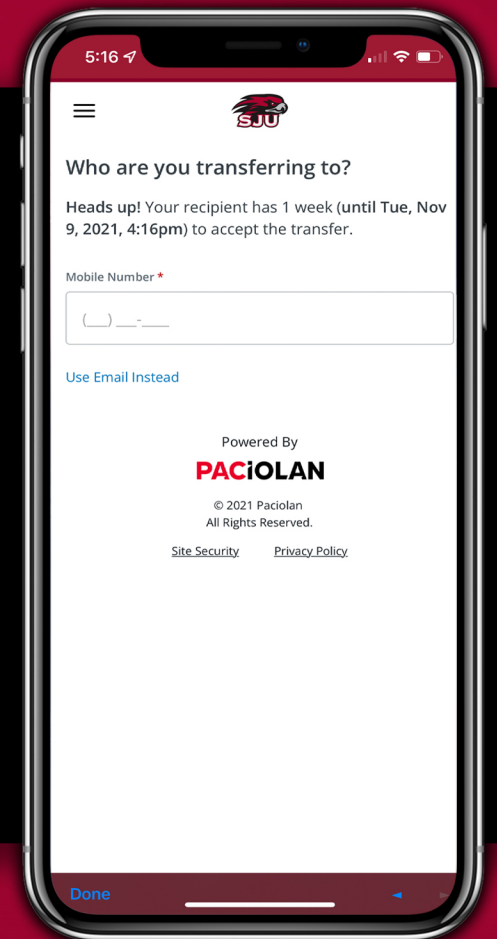 5:16
SJU
Who are you transferring to?
Heads up! Your recipient has 1 week (until Tue, Nov
9, 2021, 4:16pm) to accept the transfer.
Mobile Number *
(__) ___-____
Use Email Instead
Powered By
PACiOLAN
© 2021 Paciolan
All Rights Reserved.
Site Security Privacy Policy
Done